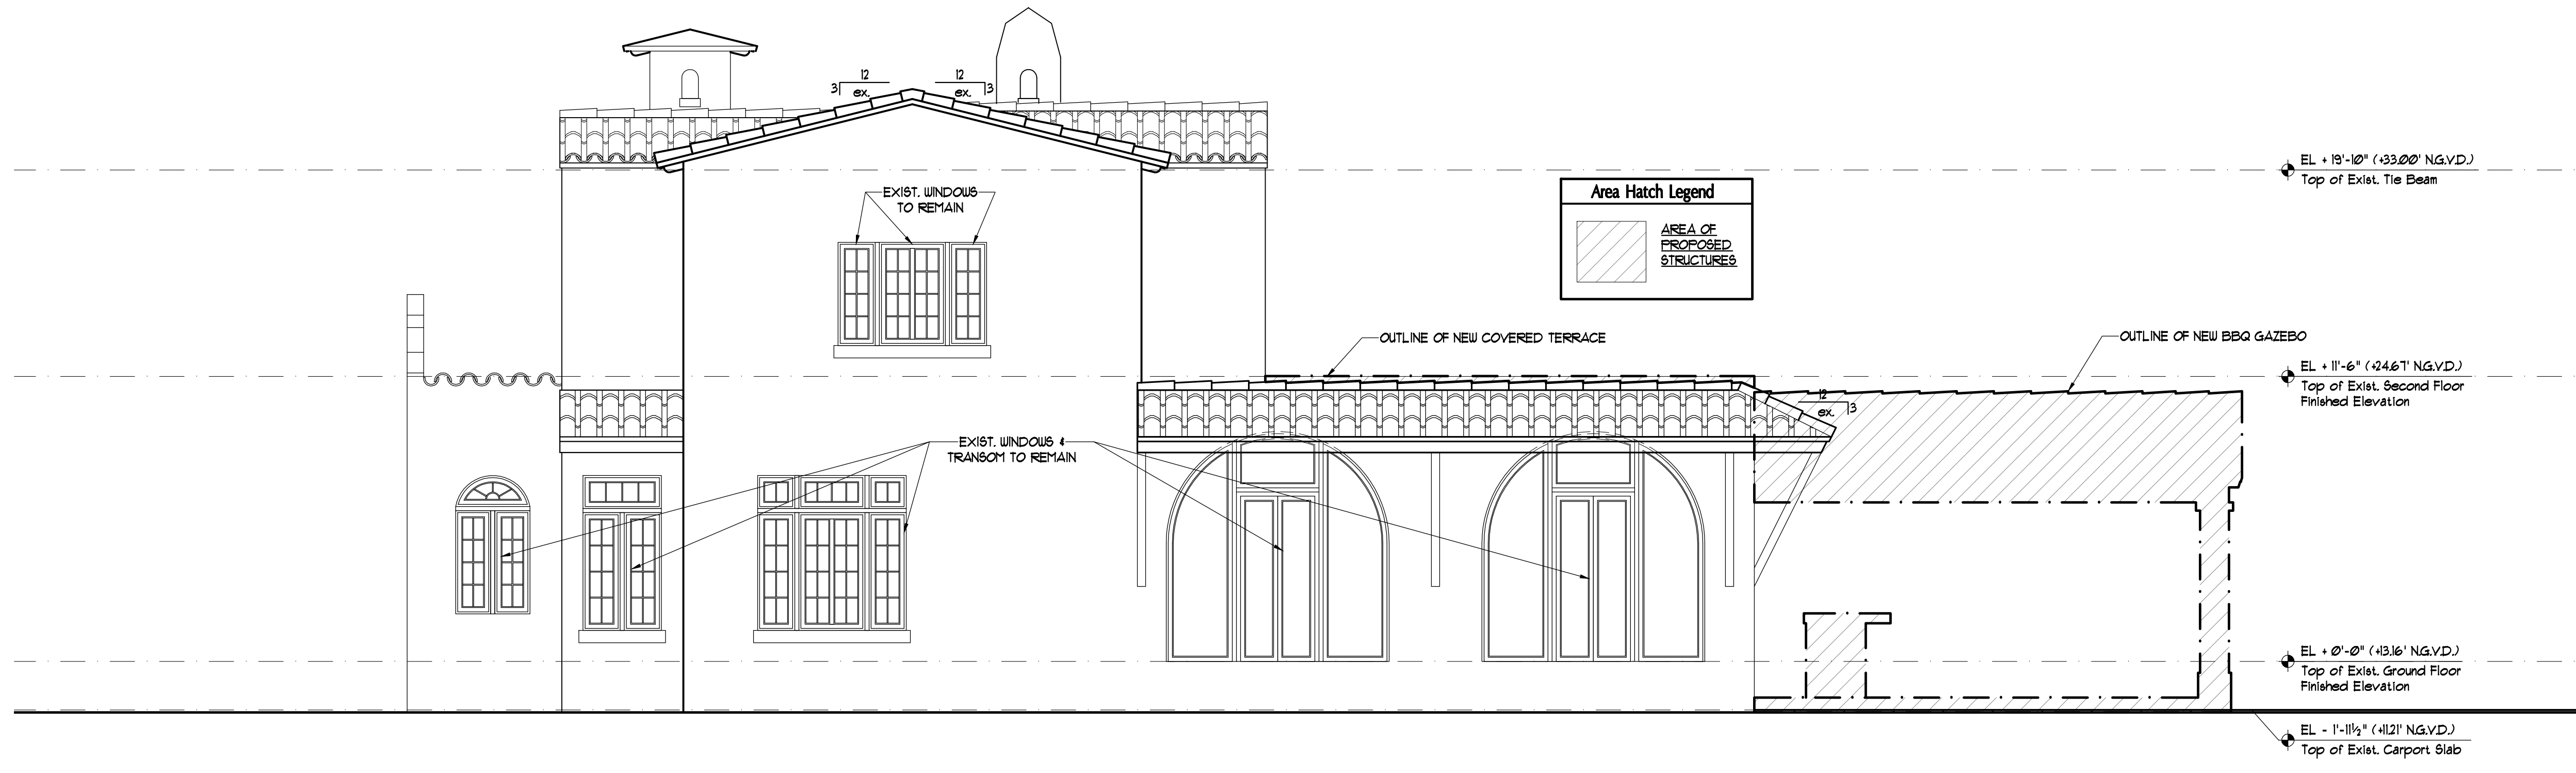 12
3
ex.
12
3
ex.
EXIST. WINDOWS
TO REMAIN
Area Hatch Legend
AREA OF
PROPOSED
STRUCTURES
EL + 19'-10" (+33.00' N.G.V.D.)
Top of Exist. Tie Beam
OUTLINE OF NEW COVERED TERRACE
OUTLINE OF NEW BBQ GAZEBO
EL + 11'-6" (+24.67' N.G.V.D.)
Top of Exist. Second Floor
Finished Elevation
12
3
ex.
EXIST. WINDOWS &
TRANSOM TO REMAIN
EL + 0'-0" (+13.16' N.G.V.D.)
Top of Exist. Ground Floor
Finished Elevation
EL - 1'-11½" (+11.21' N.G.V.D.)
Top of Exist. Carport Slab